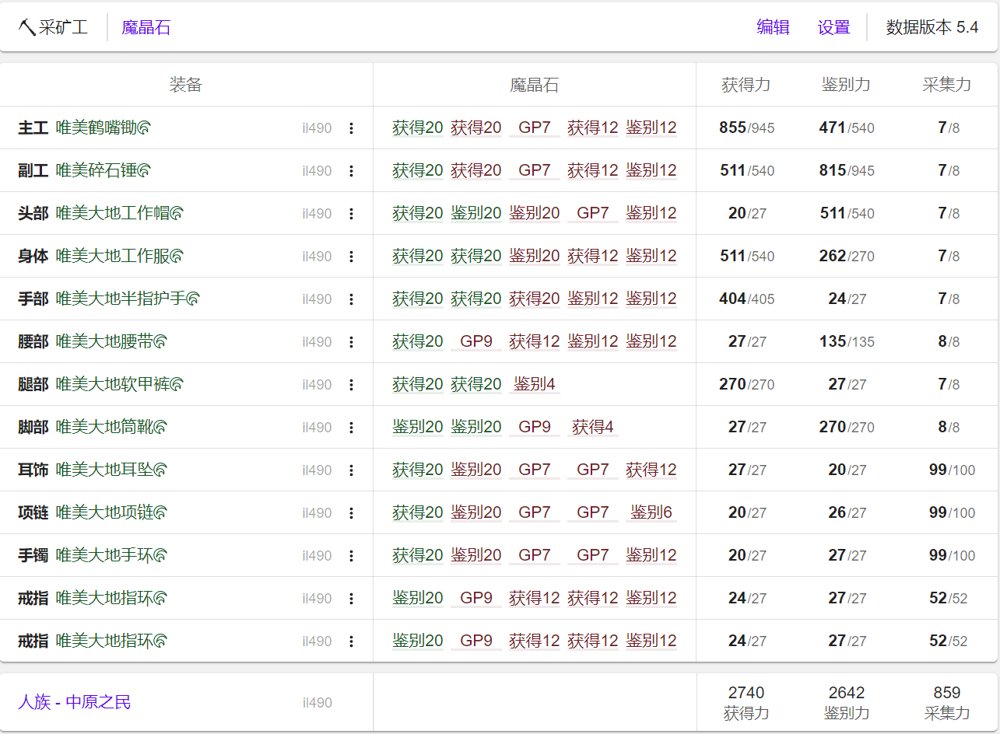 采矿工 魔晶石 编辑 设置 数据版本 5.4
装备 魔晶石 获得力 鉴别力 采集力
主工 唯美鹤嘴锄 il490 获得20 获得20 GP7 获得12 鉴别12 855/945 471/540 7/8
副工 唯美碎石锤 il490 获得20 获得20 GP7 获得12 鉴别12 511/540 815/945 7/8
头部 唯美大地工作帽 il490 获得20 鉴别20 鉴别20 GP7 鉴别12 20/27 511/540 7/8
身体 唯美大地工作服 il490 获得20 获得20 鉴别20 获得12 鉴别12 511/540 262/270 7/8
手部 唯美大地半指护手 il490 获得20 获得20 获得20 鉴别12 鉴别12 404/405 24/27 7/8
腰部 唯美大地腰带 il490 获得20 GP9 获得12 鉴别12 鉴别12 27/27 135/135 8/8
腿部 唯美大地软甲裤 il490 获得20 获得20 鉴别4 270/270 27/27 7/8
脚部 唯美大地筒靴 il490 鉴别20 鉴别20 GP9 获得4 27/27 270/270 8/8
耳饰 唯美大地耳坠 il490 获得20 鉴别20 GP7 GP7 获得12 27/27 20/27 99/100
项链 唯美大地项链 il490 获得20 鉴别20 GP7 GP7 鉴别6 20/27 26/27 99/100
手镯 唯美大地手环 il490 获得20 鉴别20 GP7 GP7 鉴别12 20/27 27/27 99/100
戒指 唯美大地指环 il490 鉴别20 GP9 获得12 获得12 鉴别12 24/27 27/27 52/52
戒指 唯美大地指环 il490 鉴别20 GP9 获得12 获得12 鉴别12 24/27 27/27 52/52
人族 - 中原之民 il490 2740 2642 859
获得力 鉴别力 采集力